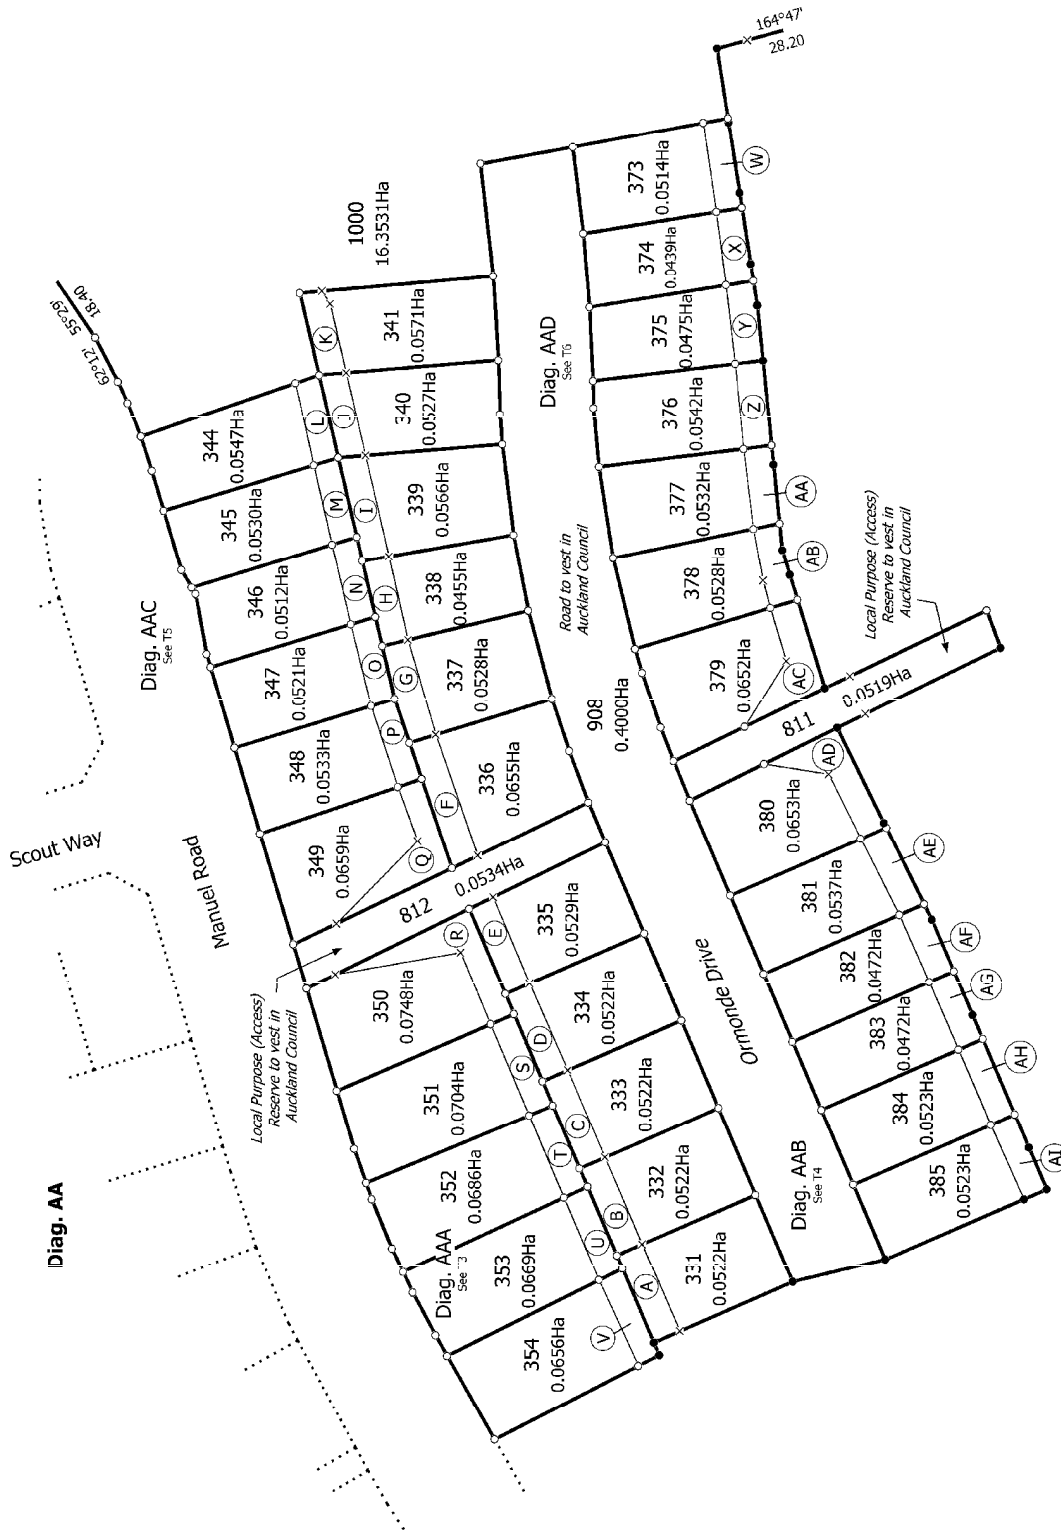 Diag. AA
Scout Way
Manuel Road
55°29'
18.40
62°12'
164°47'
28.20
1000
16.3531Ha
Diag. AAC
See T5
Diag. AAD
See T6
Diag. AAA
Diag. AAB
See T4
Local Purpose (Access)
Reserve to vest in
Auckland Council
Local Purpose (Access)
Reserve to vest in
Auckland Council
Road to vest in
Auckland Council
908
0.4000Ha
Ormonde Drive
812
0.0534Ha
811
0.0519Ha
344
0.0547Ha
345
0.0530Ha
346
0.0512Ha
347
0.0521Ha
348
0.0533Ha
349
0.0659Ha
350
0.0748Ha
351
0.0704Ha
352
0.0686Ha
353
0.0669Ha
354
0.0656Ha
341
0.0571Ha
340
0.0527Ha
339
0.0566Ha
338
0.0455Ha
337
0.0528Ha
336
0.0655Ha
335
0.0529Ha
334
0.0522Ha
333
0.0522Ha
332
0.0522Ha
331
0.0522Ha
373
0.0514Ha
374
0.0439Ha
375
0.0475Ha
376
0.0542Ha
377
0.0532Ha
378
0.0528Ha
379
0.0652Ha
380
0.0653Ha
381
0.0537Ha
382
0.0472Ha
383
0.0472Ha
384
0.0523Ha
385
0.0523Ha
A
B
C
D
E
F
G
H
I
J
K
L
M
N
O
P
Q
R
S
T
U
V
W
X
Y
Z
AA
AB
AC
AD
AE
AF
AG
AH
AI